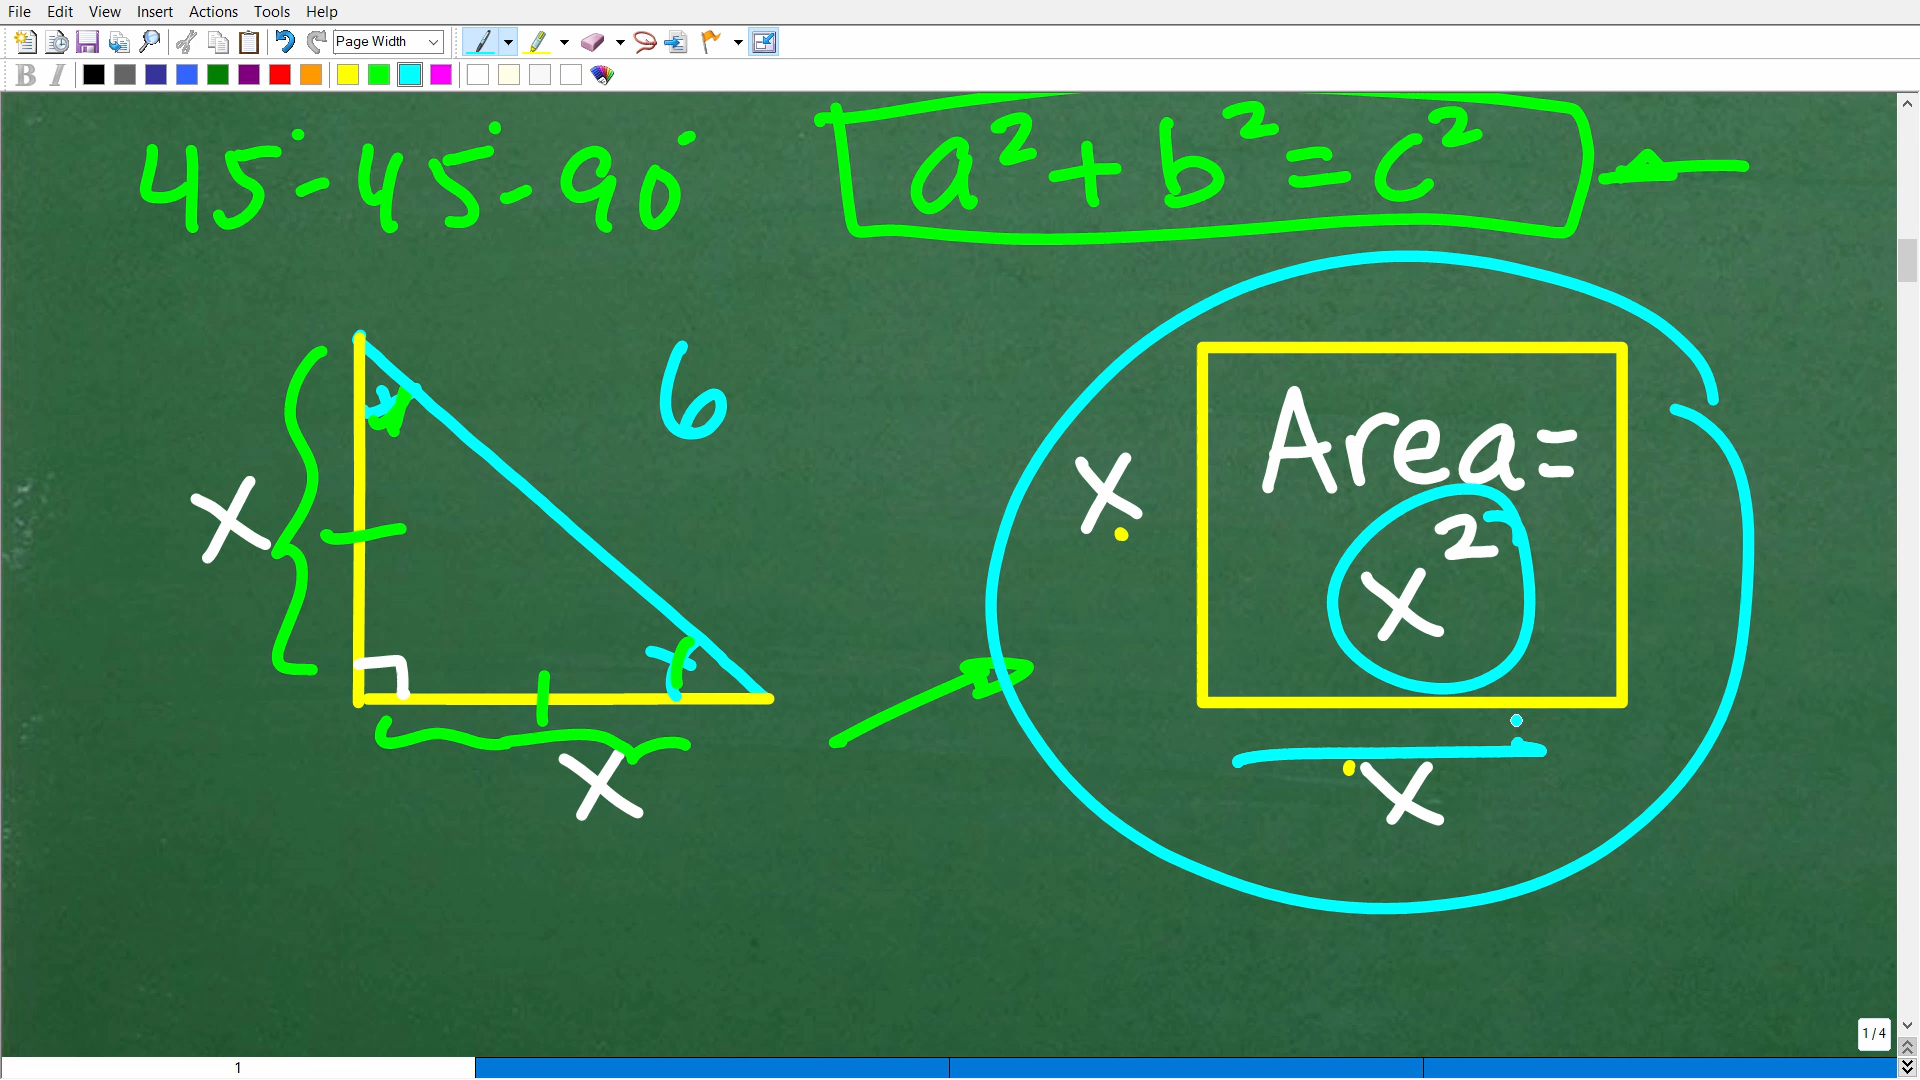 File Edit View Insert Actions Tools Help
Page Width
B I
45°-45°-90°
a²+b²=c²
6
X
X
Area=
x²
X
X
1/4
1